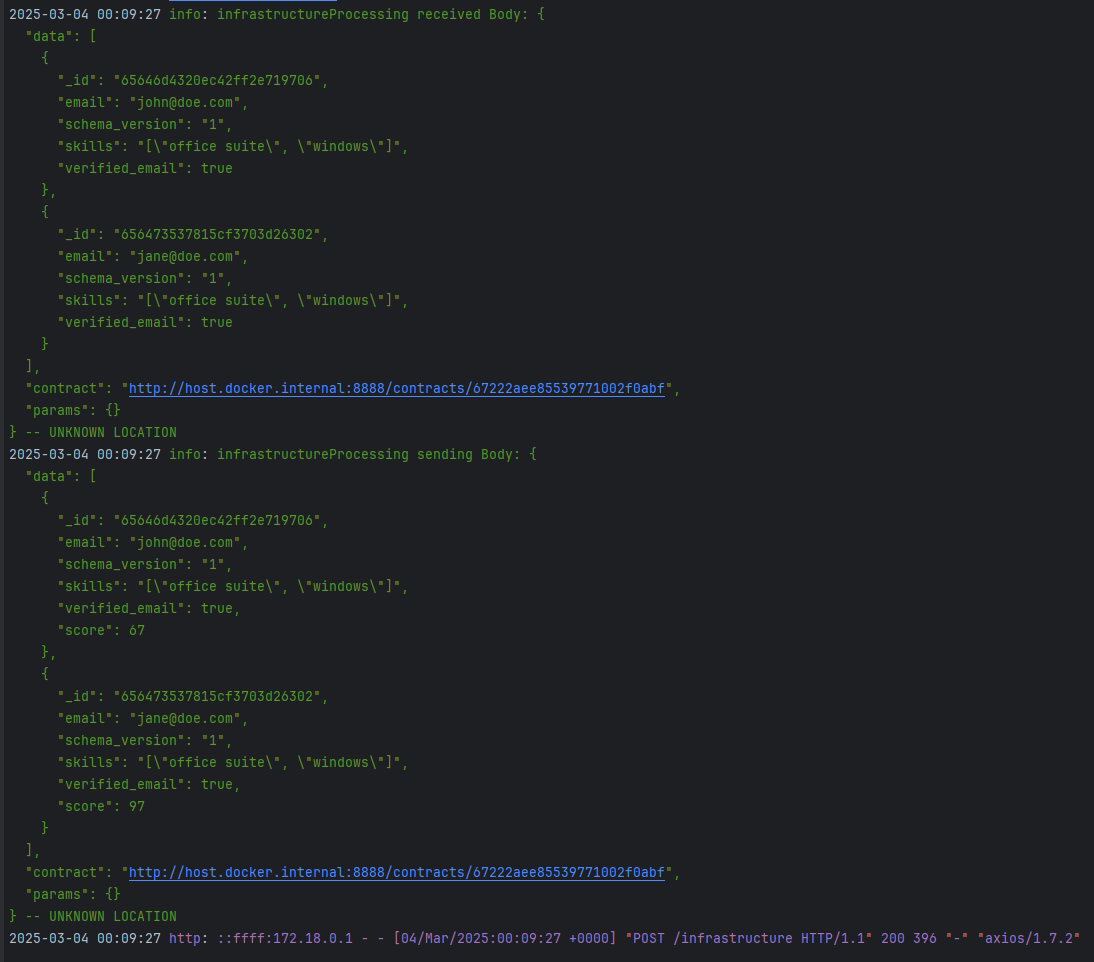 2025-03-04 00:09:27 info: infrastructureProcessing received Body: {
  "data": [
    {
      "_id": "65646d4320ec42ff2e719706",
      "email": "john@doe.com",
      "schema_version": "1",
      "skills": "[\"office suite\", \"windows\"]",
      "verified_email": true
    },
    {
      "_id": "656473537815cf3703d26302",
      "email": "jane@doe.com",
      "schema_version": "1",
      "skills": "[\"office suite\", \"windows\"]",
      "verified_email": true
    }
  ],
  "contract": "http://host.docker.internal:8888/contracts/67222aee85539771002f0abf",
  "params": {}
} -- UNKNOWN LOCATION
2025-03-04 00:09:27 info: infrastructureProcessing sending Body: {
  "data": [
    {
      "_id": "65646d4320ec42ff2e719706",
      "email": "john@doe.com",
      "schema_version": "1",
      "skills": "[\"office suite\", \"windows\"]",
      "verified_email": true,
      "score": 67
    },
    {
      "_id": "656473537815cf3703d26302",
      "email": "jane@doe.com",
      "schema_version": "1",
      "skills": "[\"office suite\", \"windows\"]",
      "verified_email": true,
      "score": 97
    }
  ],
  "contract": "http://host.docker.internal:8888/contracts/67222aee85539771002f0abf",
  "params": {}
} -- UNKNOWN LOCATION
2025-03-04 00:09:27 http: ::ffff:172.18.0.1 - - [04/Mar/2025:00:09:27 +0000] "POST /infrastructure HTTP/1.1" 200 396 "-" "axios/1.7.2"